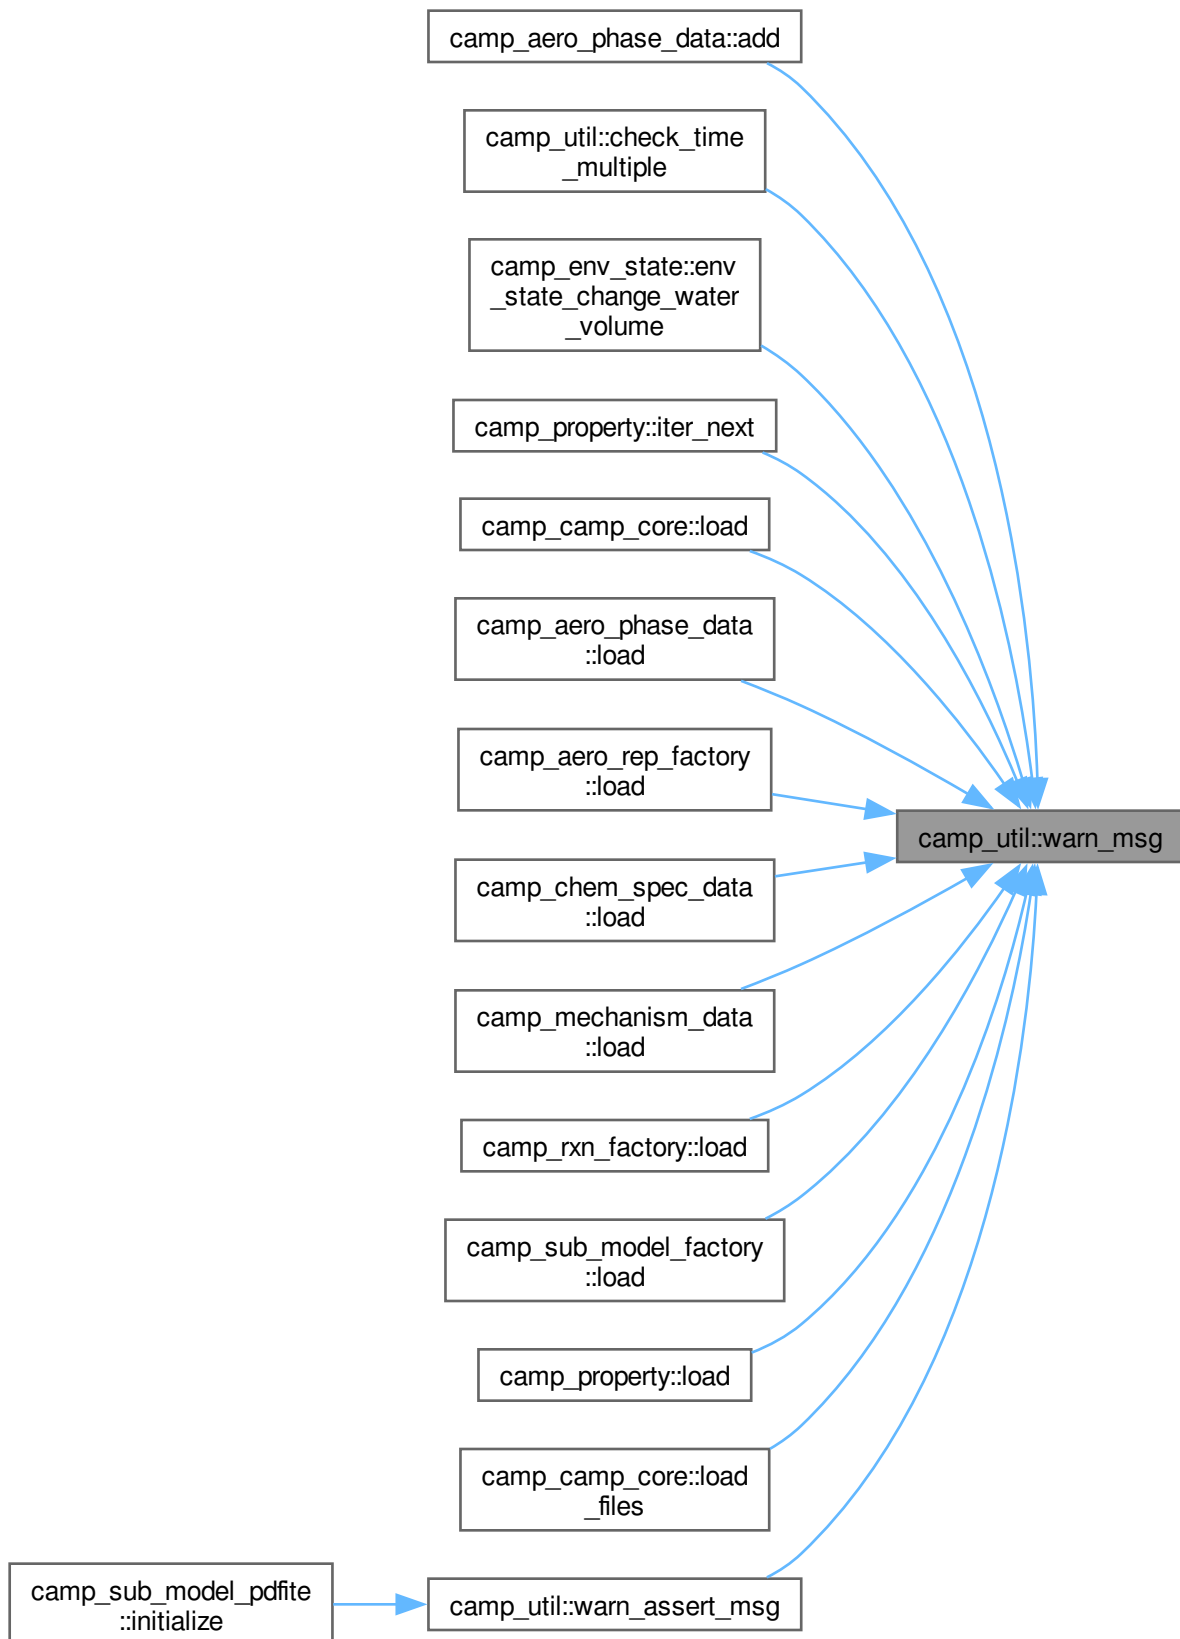 camp_aero_phase_data::add
camp_util::check_time
_multiple
camp_env_state::env
_state_change_water
_volume
camp_property::iter_next
camp_camp_core::load
camp_aero_phase_data
::load
camp_aero_rep_factory
::load
camp_util::warn_msg
camp_chem_spec_data
::load
camp_mechanism_data
::load
camp_rxn_factory::load
camp_sub_model_factory
::load
camp_property::load
camp_camp_core::load
_files
camp_sub_model_pdfite
::initialize
camp_util::warn_assert_msg